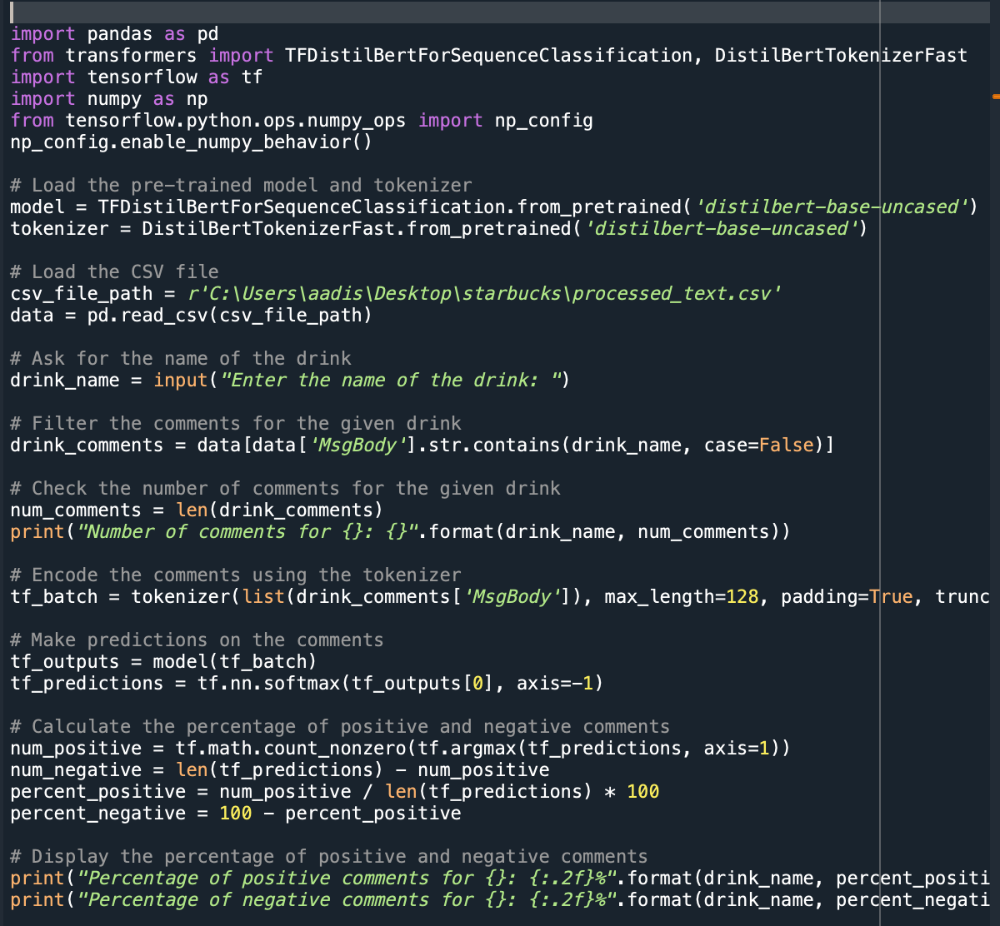 import pandas as pd
from transformers import TFDistilBertForSequenceClassification, DistilBertTokenizerFast
import tensorflow as tf
import numpy as np
from tensorflow.python.ops.numpy_ops import np_config
np_config.enable_numpy_behavior()

# Load the pre-trained model and tokenizer
model = TFDistilBertForSequenceClassification.from_pretrained('distilbert-base-uncased')
tokenizer = DistilBertTokenizerFast.from_pretrained('distilbert-base-uncased')

# Load the CSV file
csv_file_path = r'C:\Users\aadis\Desktop\starbucks\processed_text.csv'
data = pd.read_csv(csv_file_path)

# Ask for the name of the drink
drink_name = input("Enter the name of the drink: ")

# Filter the comments for the given drink
drink_comments = data[data['MsgBody'].str.contains(drink_name, case=False)]

# Check the number of comments for the given drink
num_comments = len(drink_comments)
print("Number of comments for {}: {}".format(drink_name, num_comments))

# Encode the comments using the tokenizer
tf_batch = tokenizer(list(drink_comments['MsgBody']), max_length=128, padding=True, trunc

# Make predictions on the comments
tf_outputs = model(tf_batch)
tf_predictions = tf.nn.softmax(tf_outputs[0], axis=-1)

# Calculate the percentage of positive and negative comments
num_positive = tf.math.count_nonzero(tf.argmax(tf_predictions, axis=1))
num_negative = len(tf_predictions) - num_positive
percent_positive = num_positive / len(tf_predictions) * 100
percent_negative = 100 - percent_positive

# Display the percentage of positive and negative comments
print("Percentage of positive comments for {}: {:.2f}%".format(drink_name, percent_positi
print("Percentage of negative comments for {}: {:.2f}%".format(drink_name, percent_negati